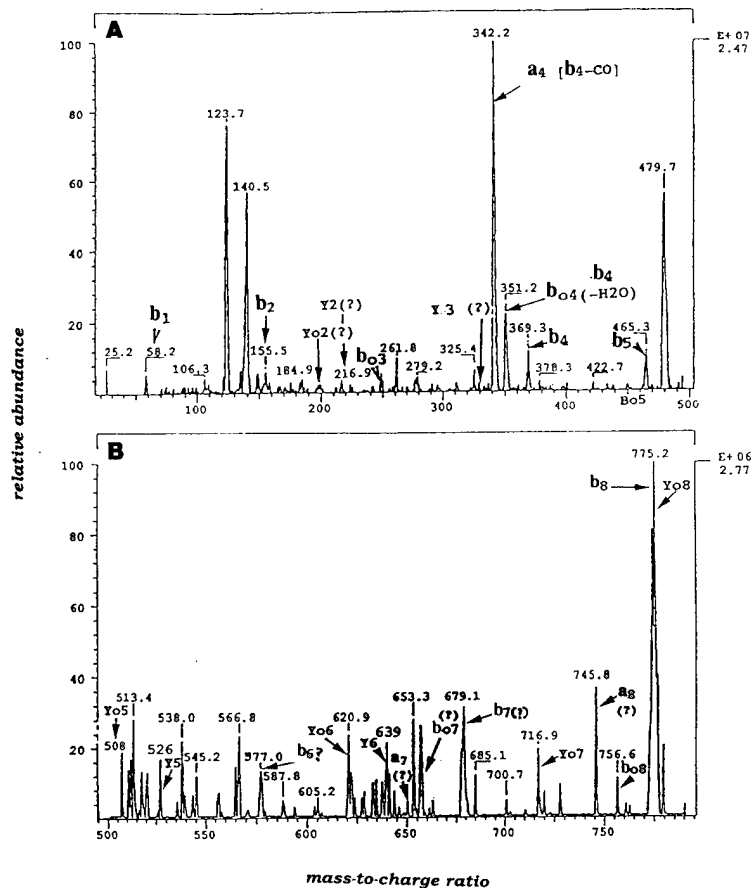 A
E+07
2.47
100
80
60
40
20
342.2
a4 [b4-CO]
123.7
140.5
479.7
b1
25.2
58.2
106.3
b2
155.5
184.9
Yo2(?)
Y2(?)
216.9
bo3
261.8
279.2
Y 3 (?)
325.4
351.2
b4
bo4(-H2O)
369.3
b4
378.3
422.7
465.3
b5
Bo5
100
200
300
400
500
relative abundance
B
E+06
2.77
100
80
60
40
20
775.2
b8
Yo8
Yo5
508
513.4
526
Y5
538.0
545.2
566.8
577.0
b6?
587.8
605.2
620.9
Yo6
639
Y6
a7
(?)
653.3
(?)
bo7
679.1
b7(?)
685.1
700.7
716.9
Yo7
745.8
a8
(?)
756.6
bo8
500
550
600
650
700
750
mass-to-charge ratio